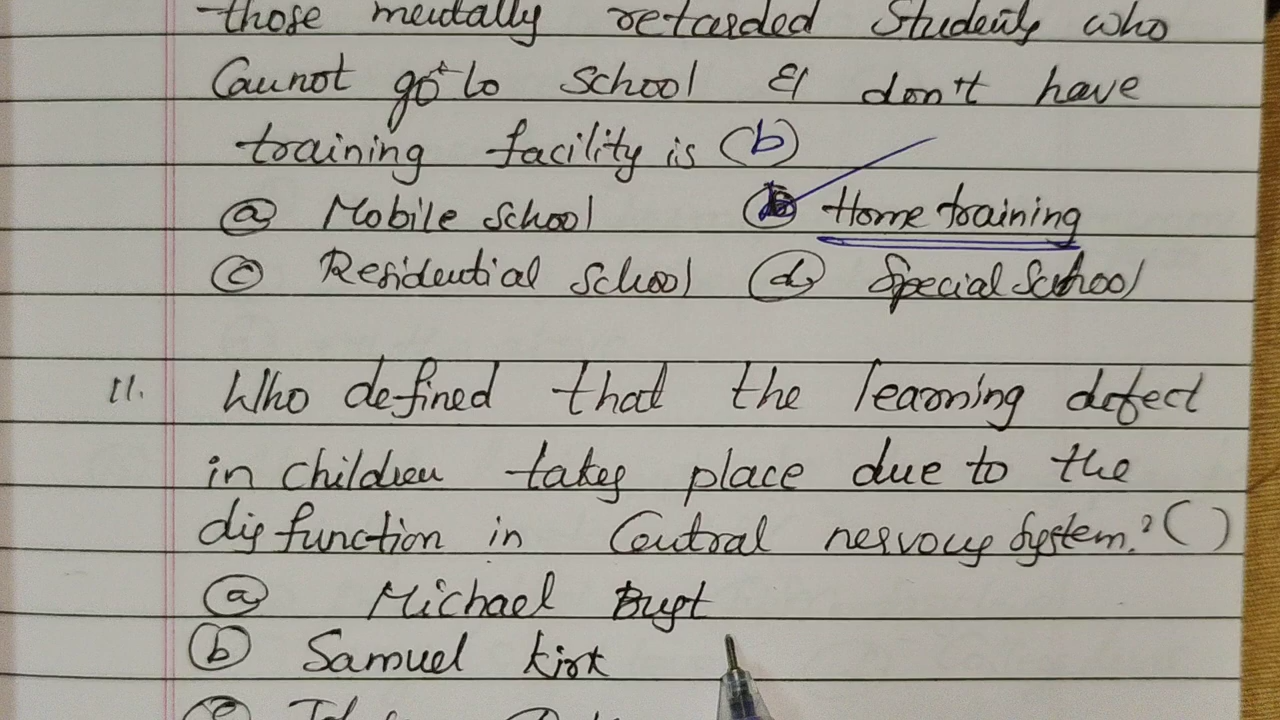 those mentally retarded Students who
Cannot go to School & don't have
training facility is (b)
(a) Mobile School (b) Home training
(c) Residential School (d) Special School
11. Who defined that the learning defect
in children takes place due to the
disfunction in Central nervous System.? ( )
(a) Michael
(b) Samuel Kirk
(c)